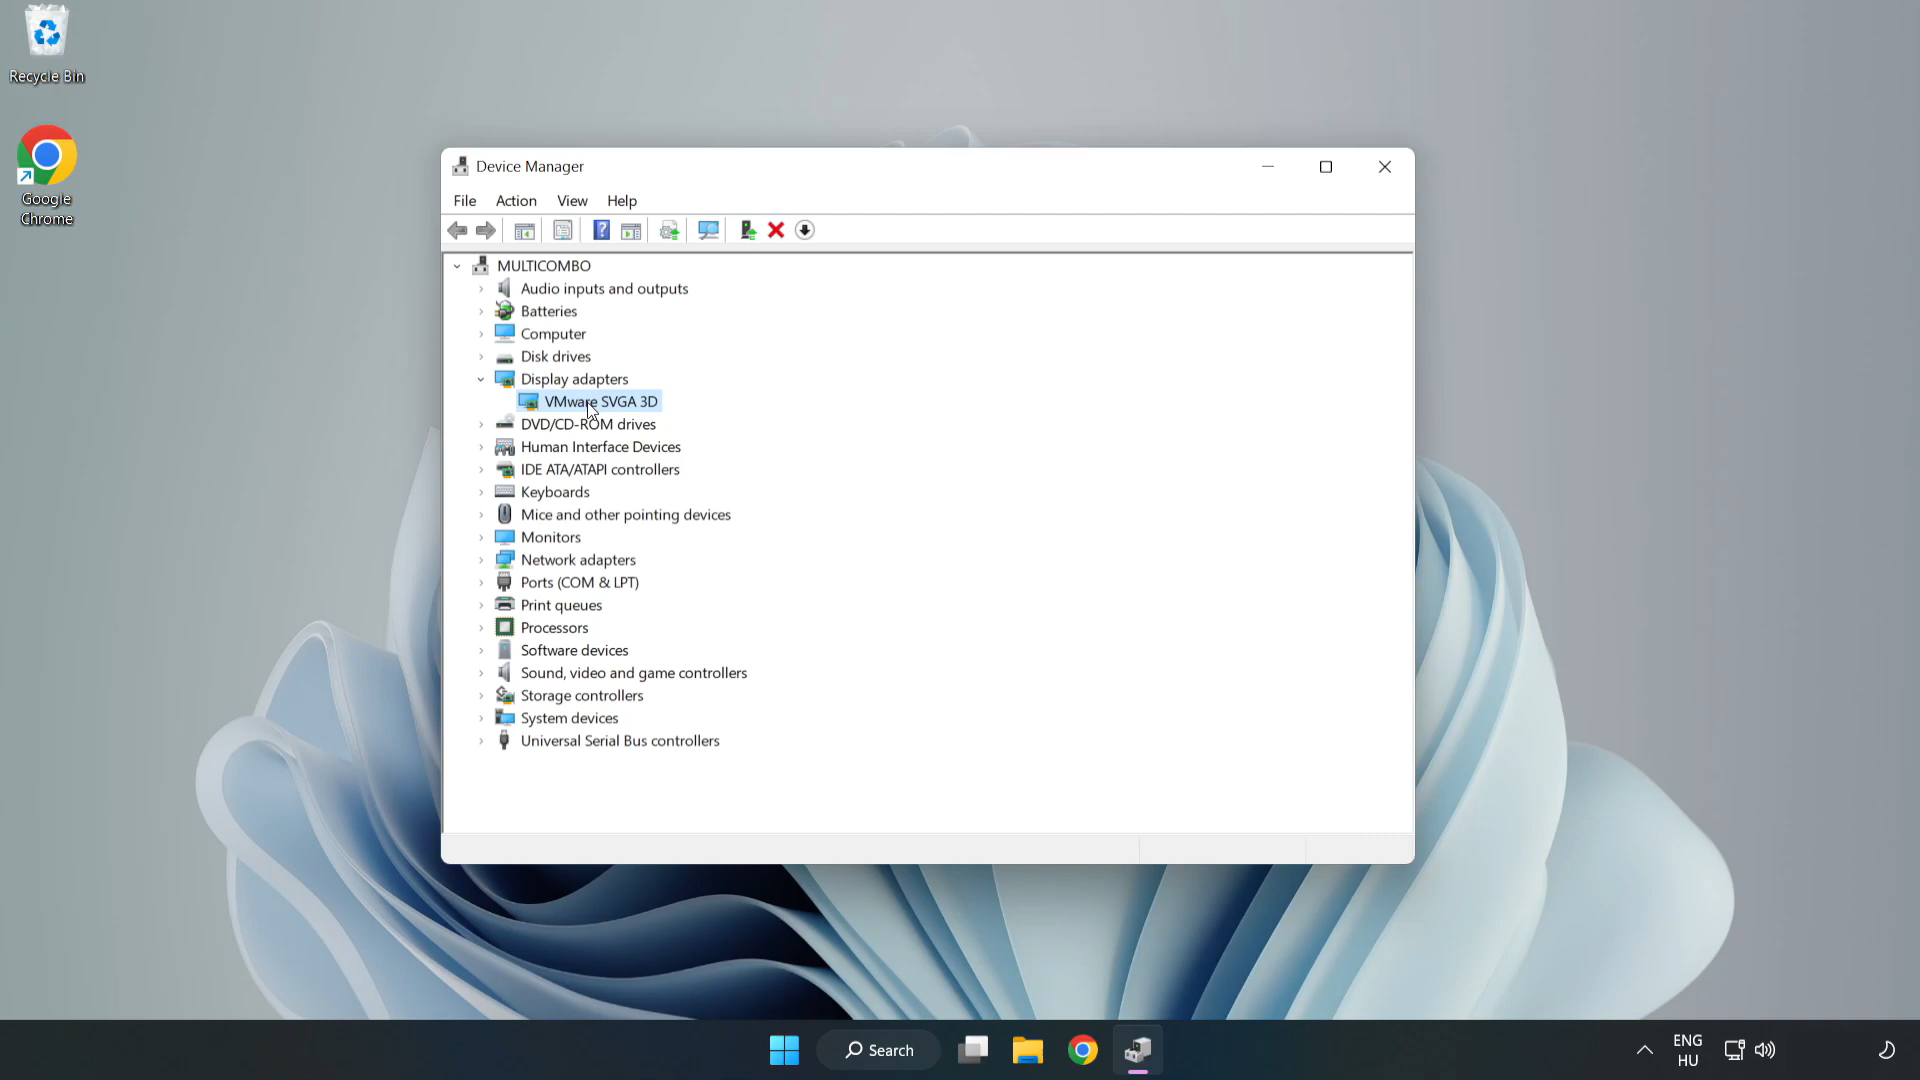 Recycle Bin
Google
Chrome
Device Manager
File Action View Help
MULTICOMBO
Audio inputs and outputs
Batteries
Computer
Disk drives
Display adapters
VMware SVGA 3D
DVD/CD-ROM drives
Human Interface Devices
IDE ATA/ATAPI controllers
Keyboards
Mice and other pointing devices
Monitors
Network adapters
Ports (COM & LPT)
Print queues
Processors
Software devices
Sound, video and game controllers
Storage controllers
System devices
Universal Serial Bus controllers
Search
ENG
HU